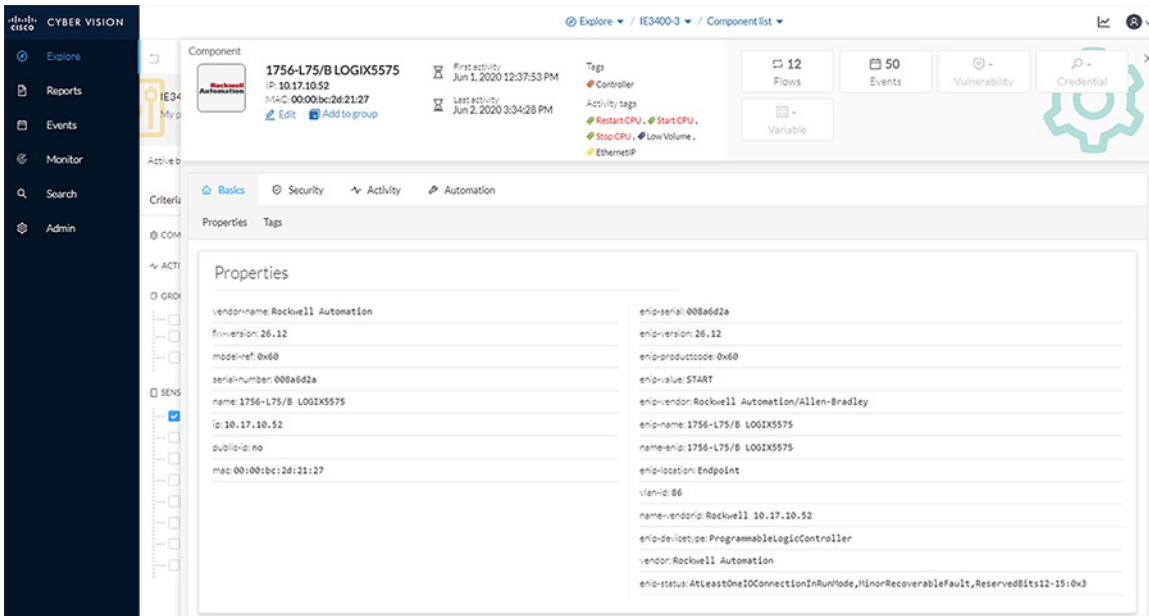 CISCO CYBER VISION
Explore / IE3400-3 / Component list
Explore
Reports
Events
Monitor
Search
Admin
IE34
My p
Active b
Criteria
COM
ACTI
GROU
SENS
Component
Rockwell
Automation
1756-L75/B LOGIX5575
IP: 10.17.10.52
MAC: 00:00:bc:2d:21:27
Edit Add to group
First activity
Jun 1, 2020 12:37:53 PM
Last activity
Jun 2, 2020 3:34:28 PM
Tags
Controller
Activity tags
Restart CPU, Start CPU,
Stop CPU, Low Volume,
EthernetIP
12
Flows
50
Events
-
Vulnerability
-
Credential
-
Variable
Basics Security Activity Automation
Properties Tags
Properties
vendor-name: Rockwell Automation
fw-version: 26.12
model-ref: 0x60
serial-number: 008a6d2a
name: 1756-L75/B LOGIX5575
ip: 10.17.10.52
public-ip: no
mac: 00:00:bc:2d:21:27
enip-serial: 008a6d2a
enip-version: 26.12
enip-productcode: 0x60
enip-value: START
enip-vendor: Rockwell Automation/Allen-Bradley
enip-name: 1756-L75/B LOGIX5575
name-enip: 1756-L75/B LOGIX5575
enip-location: Endpoint
vlan-id: 86
name-vendorip: Rockwell 10.17.10.52
enip-devicetype: ProgrammableLogicController
vendor: Rockwell Automation
enip-status: AtLeastOneIOConnectionInRunMode,MinorRecoverableFault,ReservedBits12-15:0x3